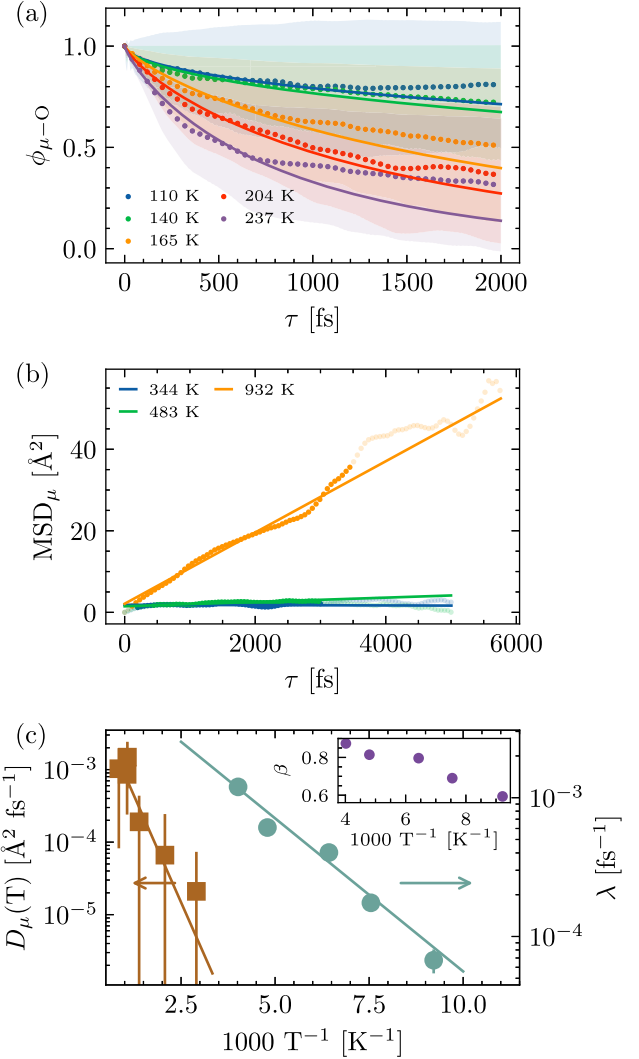 (a)
1.0
0.5
0.0
ϕμ−O
110 K
140 K
165 K
204 K
237 K
0 500 1000 1500 2000
τ [fs]
(b)
344 K
483 K
932 K
40
20
0
MSDμ [Å²]
0 2000 4000 6000
τ [fs]
(c)
10⁻³
10⁻⁴
10⁻⁵
Dμ(T) [Å² fs⁻¹]
0.8
0.6
β
4 6 8
1000 T⁻¹ [K⁻¹]
10⁻³
10⁻⁴
λ [fs⁻¹]
2.5 5.0 7.5 10.0
1000 T⁻¹ [K⁻¹]